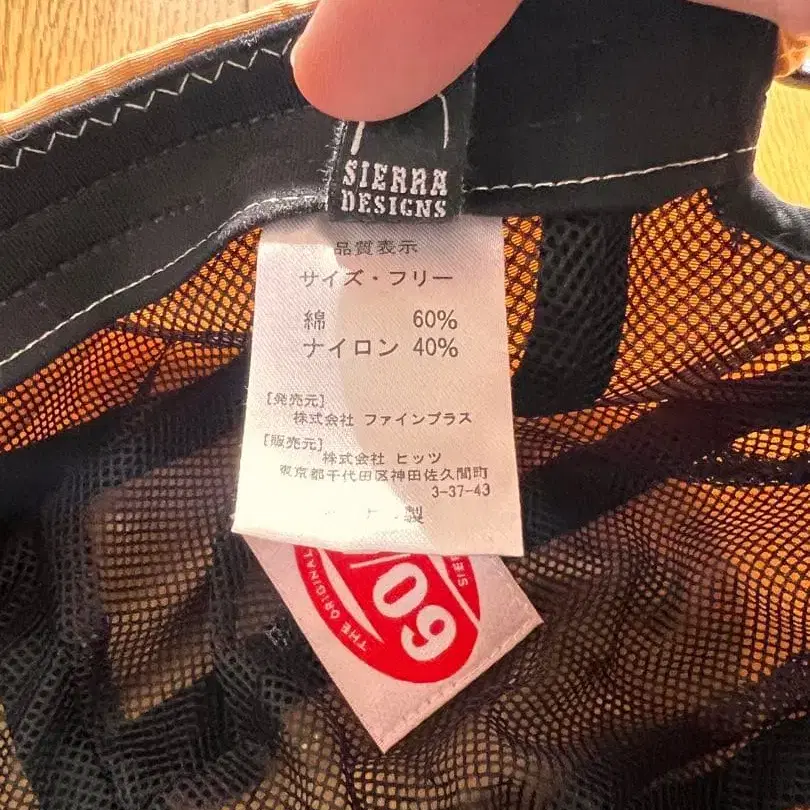 SIERRA
DESIGNS
品質表示
サイズ・フリー
綿 60%
ナイロン 40%
[発売元]
株式会社 ファインプラス
[販売元]
株式会社 ヒッツ
東京都千代田区神田佐久間町
3-37-43
製
THE ORIGINAL
60/